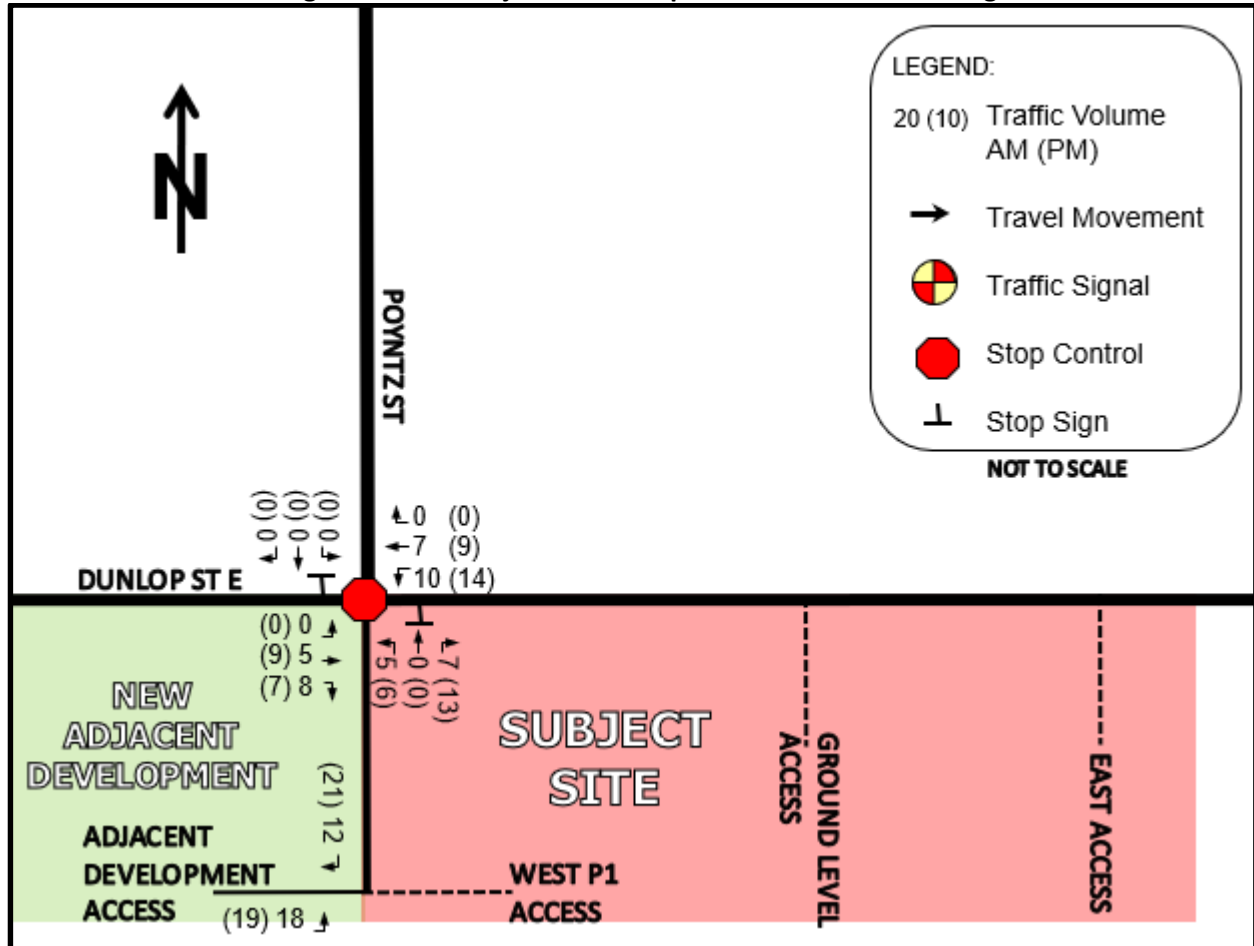 LEGEND:
20 (10) Traffic Volume
AM (PM)
Travel Movement
Traffic Signal
Stop Control
Stop Sign
NOT TO SCALE
N
POYNTZ ST
0 (0)
0 (0)
0 (0)
0 (0)
7 (9)
10 (14)
DUNLOP ST E
(0) 0
(9) 5
(7) 8
5 (6)
0 (0)
7 (13)
NEW
ADJACENT
DEVELOPMENT
SUBJECT
SITE
GROUND LEVEL
ACCESS
EAST ACCESS
(21) 12
ADJACENT
DEVELOPMENT
ACCESS
WEST P1
ACCESS
(19) 18